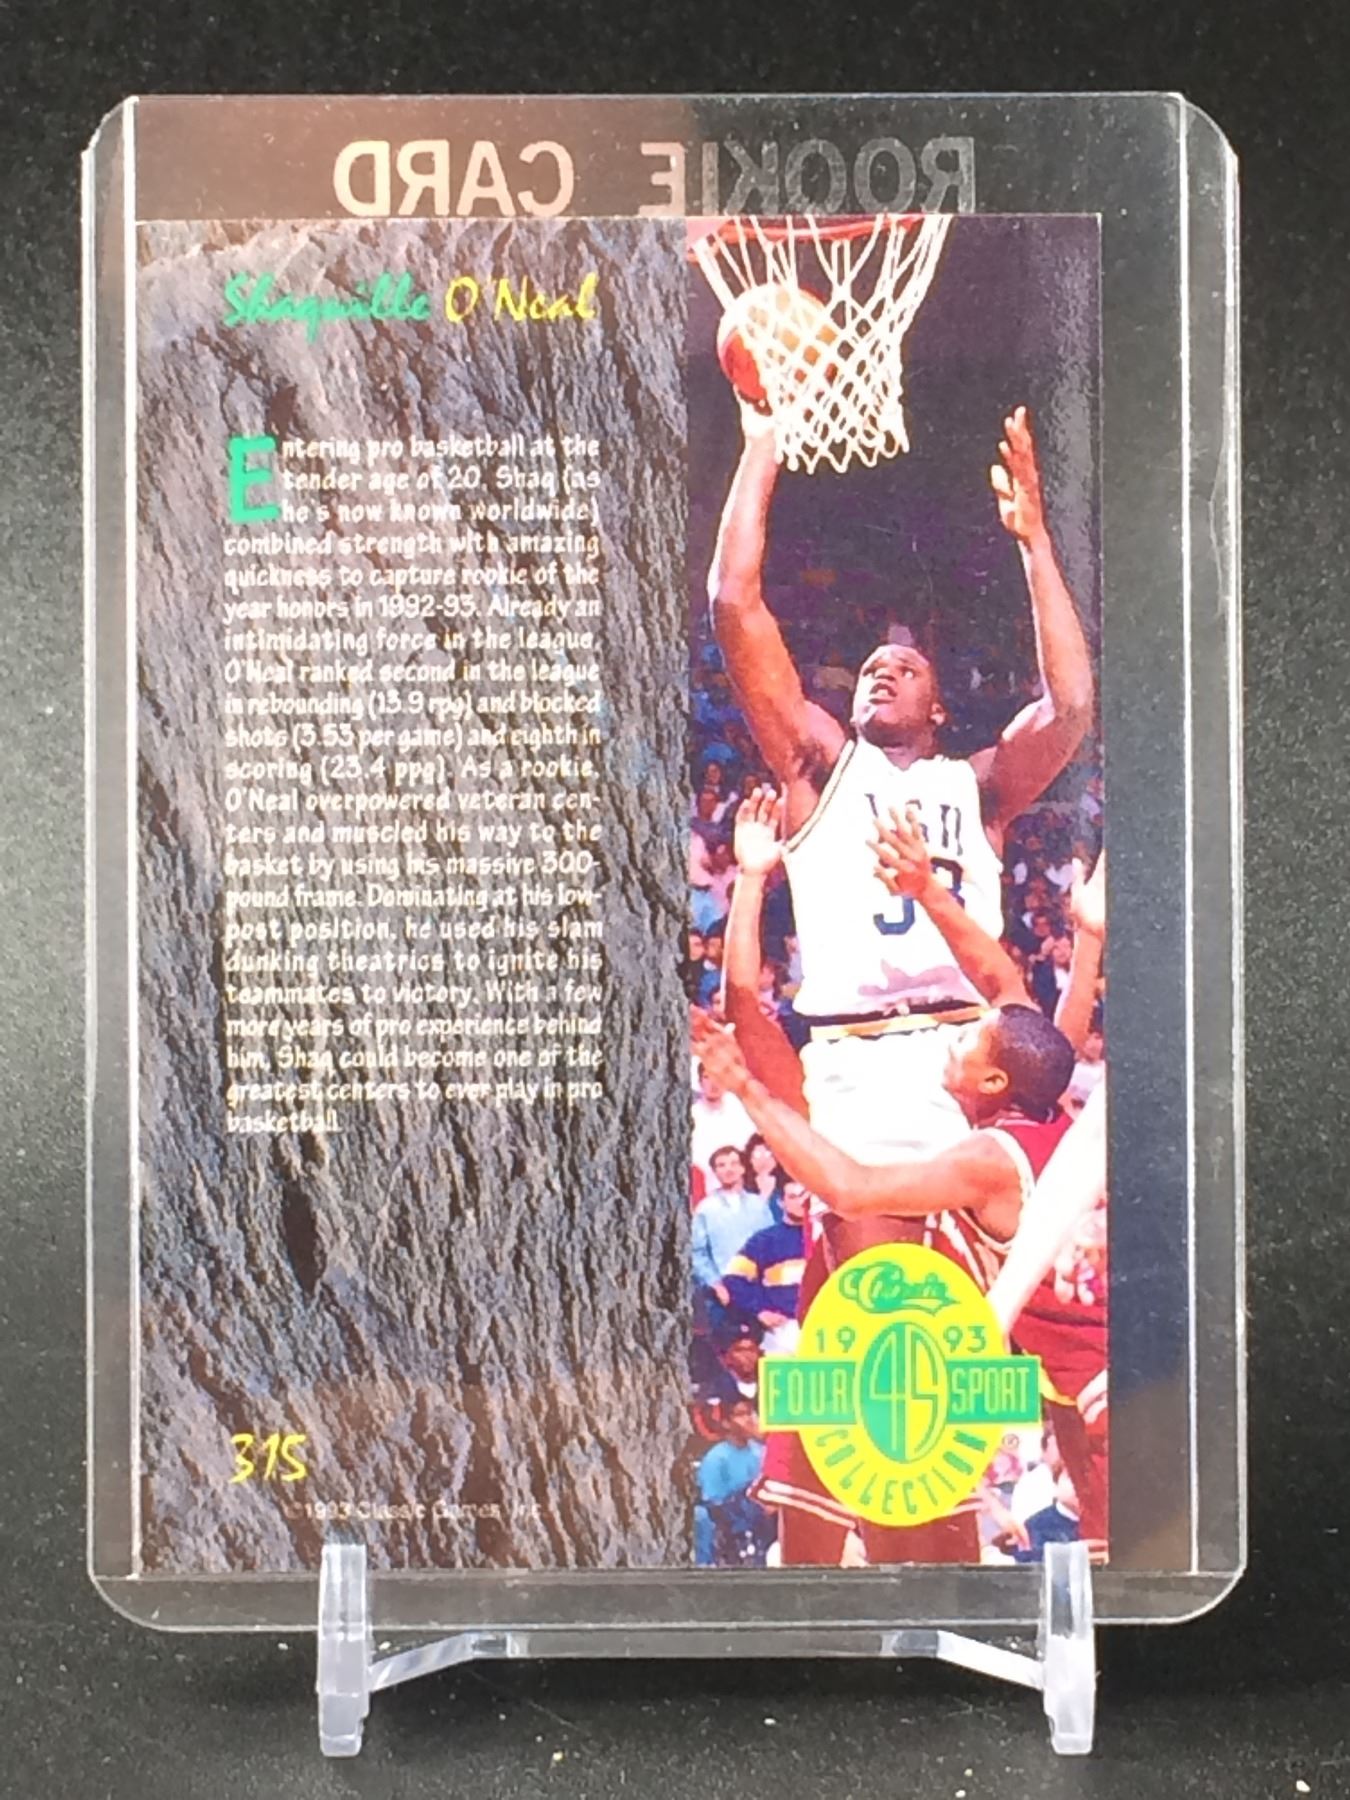 ROOKIE CARD
Shaquille O'Neal
Entering pro basketball at the
tender age of 20, Shaq (as
he's now known worldwide)
combined strength with amazing
quickness to capture rookie of the
year honors in 1992-93. Already an
intimidating force in the league,
O'Neal ranked second in the league
in rebounding (13.9 rpg) and blocked
shots (3.53 per game) and eighth in
scoring (23.4 ppg). As a rookie,
O'Neal overpowered veteran cen-
ters and muscled his way to the
basket by using his massive 300-
pound frame. Dominating at his low-
post position, he used his slam
dunking theatrics to ignite his
teammates to victory. With a few
more years of pro experience behind
him, Shaq could become one of the
greatest centers to ever play in pro
basketball.
LSU
33
Classic
1993
FOUR 4S SPORT
COLLECTION
315
©1993 Classic Games, Inc.